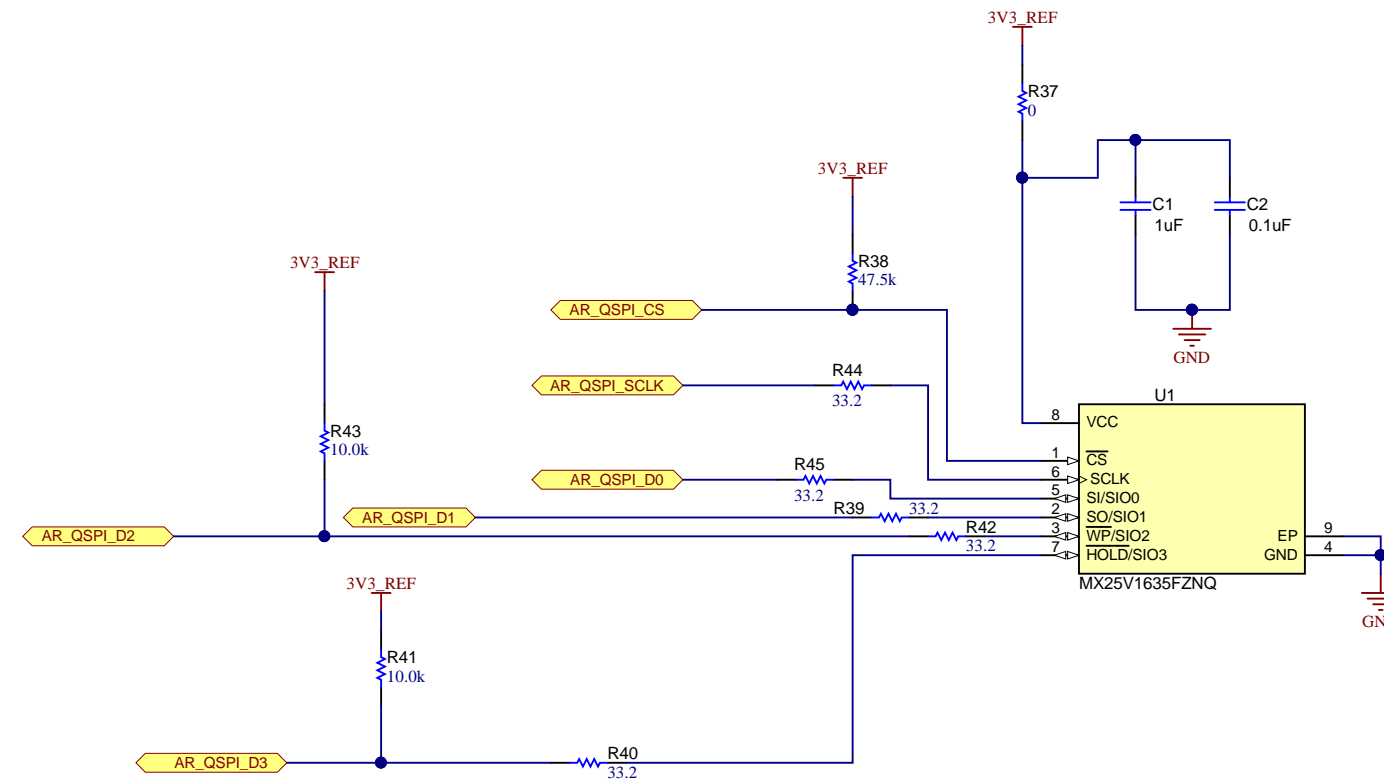 3V3_REF
R37
0
3V3_REF
C1
1uF
C2
0.1uF
R38
47.5k
3V3_REF
AR_QSPI_CS
GND
AR_QSPI_SCLK
R44
33.2
U1
R43
10.0k
8
VCC
1
CS
6
SCLK
AR_QSPI_D0
R45
33.2
5
SI/SIO0
AR_QSPI_D1
R39
33.2
2
SO/SIO1
AR_QSPI_D2
R42
33.2
3
WP/SIO2
7
HOLD/SIO3
EP
9
GND
4
MX25V1635FZNQ
GN
3V3_REF
R41
10.0k
AR_QSPI_D3
R40
33.2